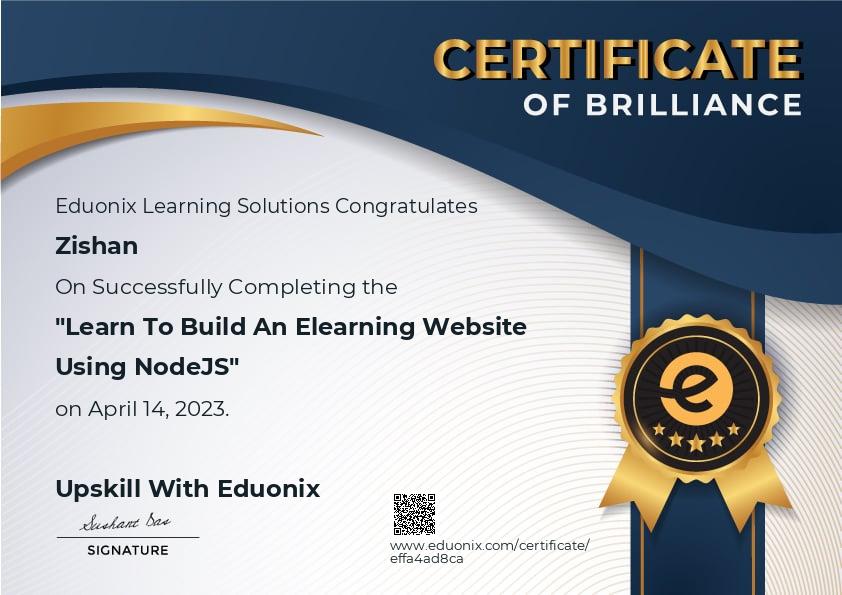 CERTIFICATE
OF BRILLIANCE
Eduonix Learning Solutions Congratulates
Zishan
On Successfully Completing the
"Learn To Build An Elearning Website
Using NodeJS"
on April 14, 2023.
Upskill With Eduonix
Sushant Das
SIGNATURE
www.eduonix.com/certificate/
effa4ad8ca
e